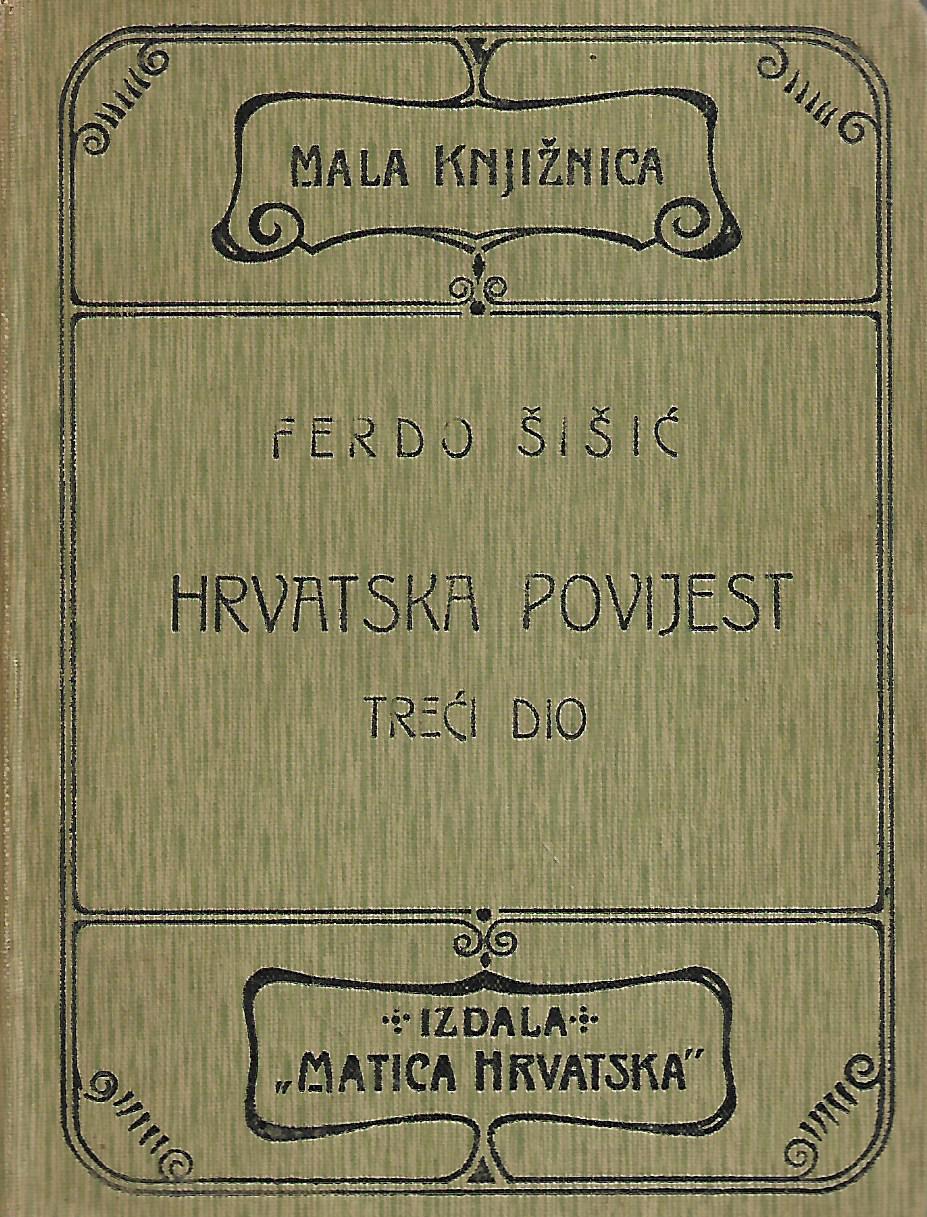 MALA KNJIŽNICA
FERDO ŠIŠIĆ
HRVATSKA POVIJEST
TREĆI DIO
IZDALA
„MATICA HRVATSKA”